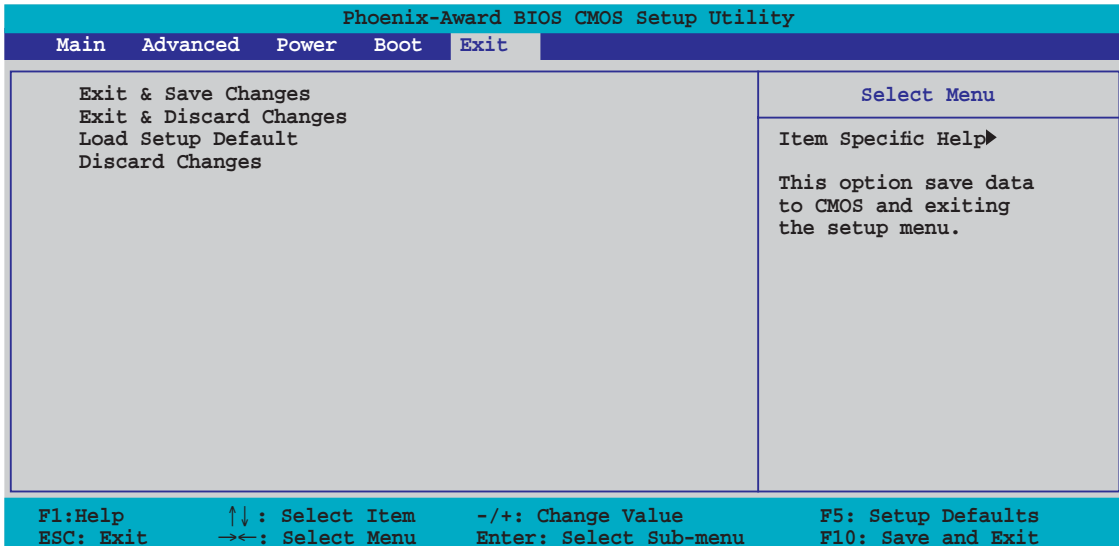 Phoenix-Award BIOS CMOS Setup Utility
Main Advanced Power Boot Exit
Exit & Save Changes
Exit & Discard Changes
Load Setup Default
Discard Changes
Select Menu
Item Specific Help▶
This option save data
to CMOS and exiting
the setup menu.
F1:Help ↑↓: Select Item -/+: Change Value F5: Setup Defaults
ESC: Exit →←: Select Menu Enter: Select Sub-menu F10: Save and Exit